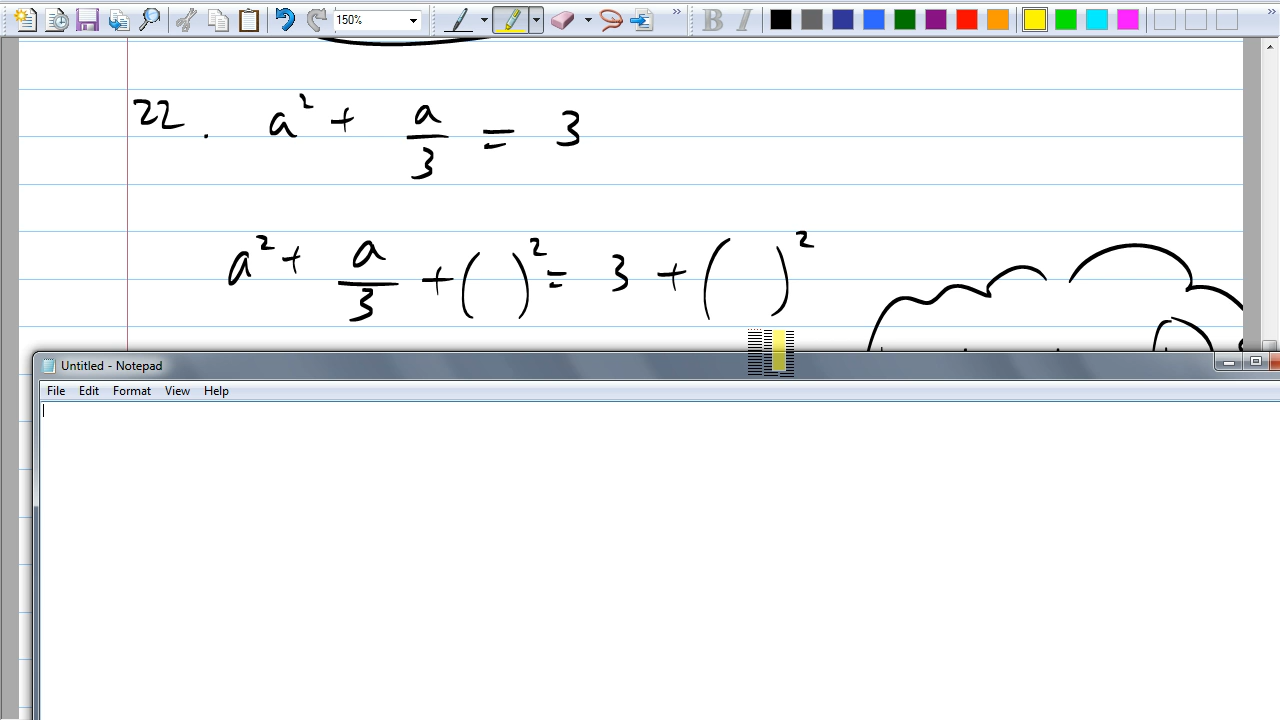 150%
B I
22. a² + a/3 = 3
a² + a/3 + ( )² = 3 + ( )²
Untitled - Notepad
File Edit Format View Help